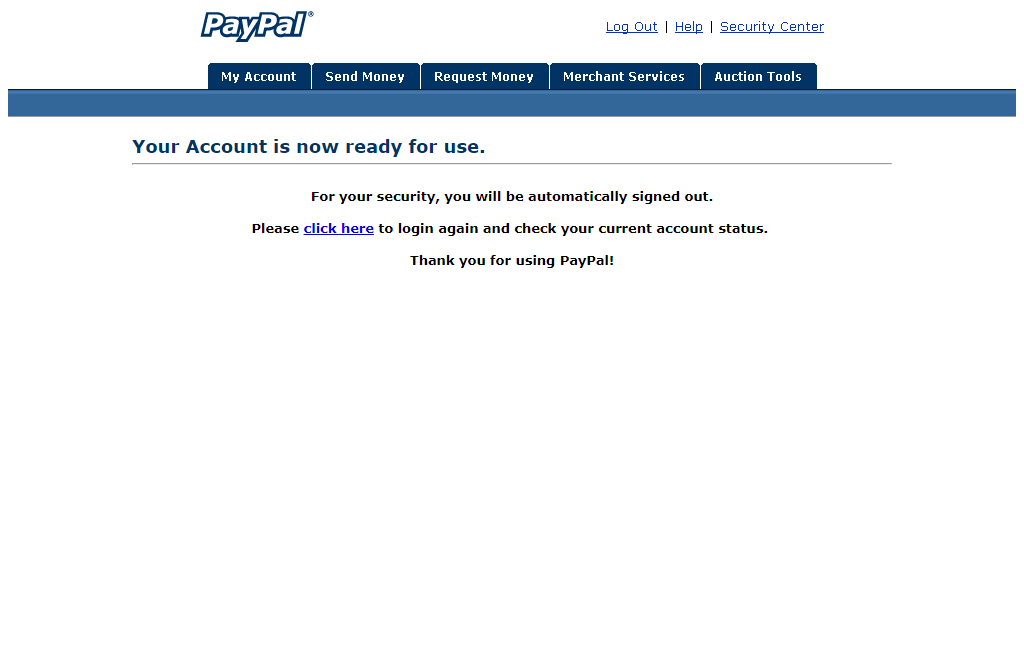 PayPal®
Log Out | Help | Security Center
My Account Send Money Request Money Merchant Services Auction Tools
Your Account is now ready for use.
For your security, you will be automatically signed out.
Please click here to login again and check your current account status.
Thank you for using PayPal!